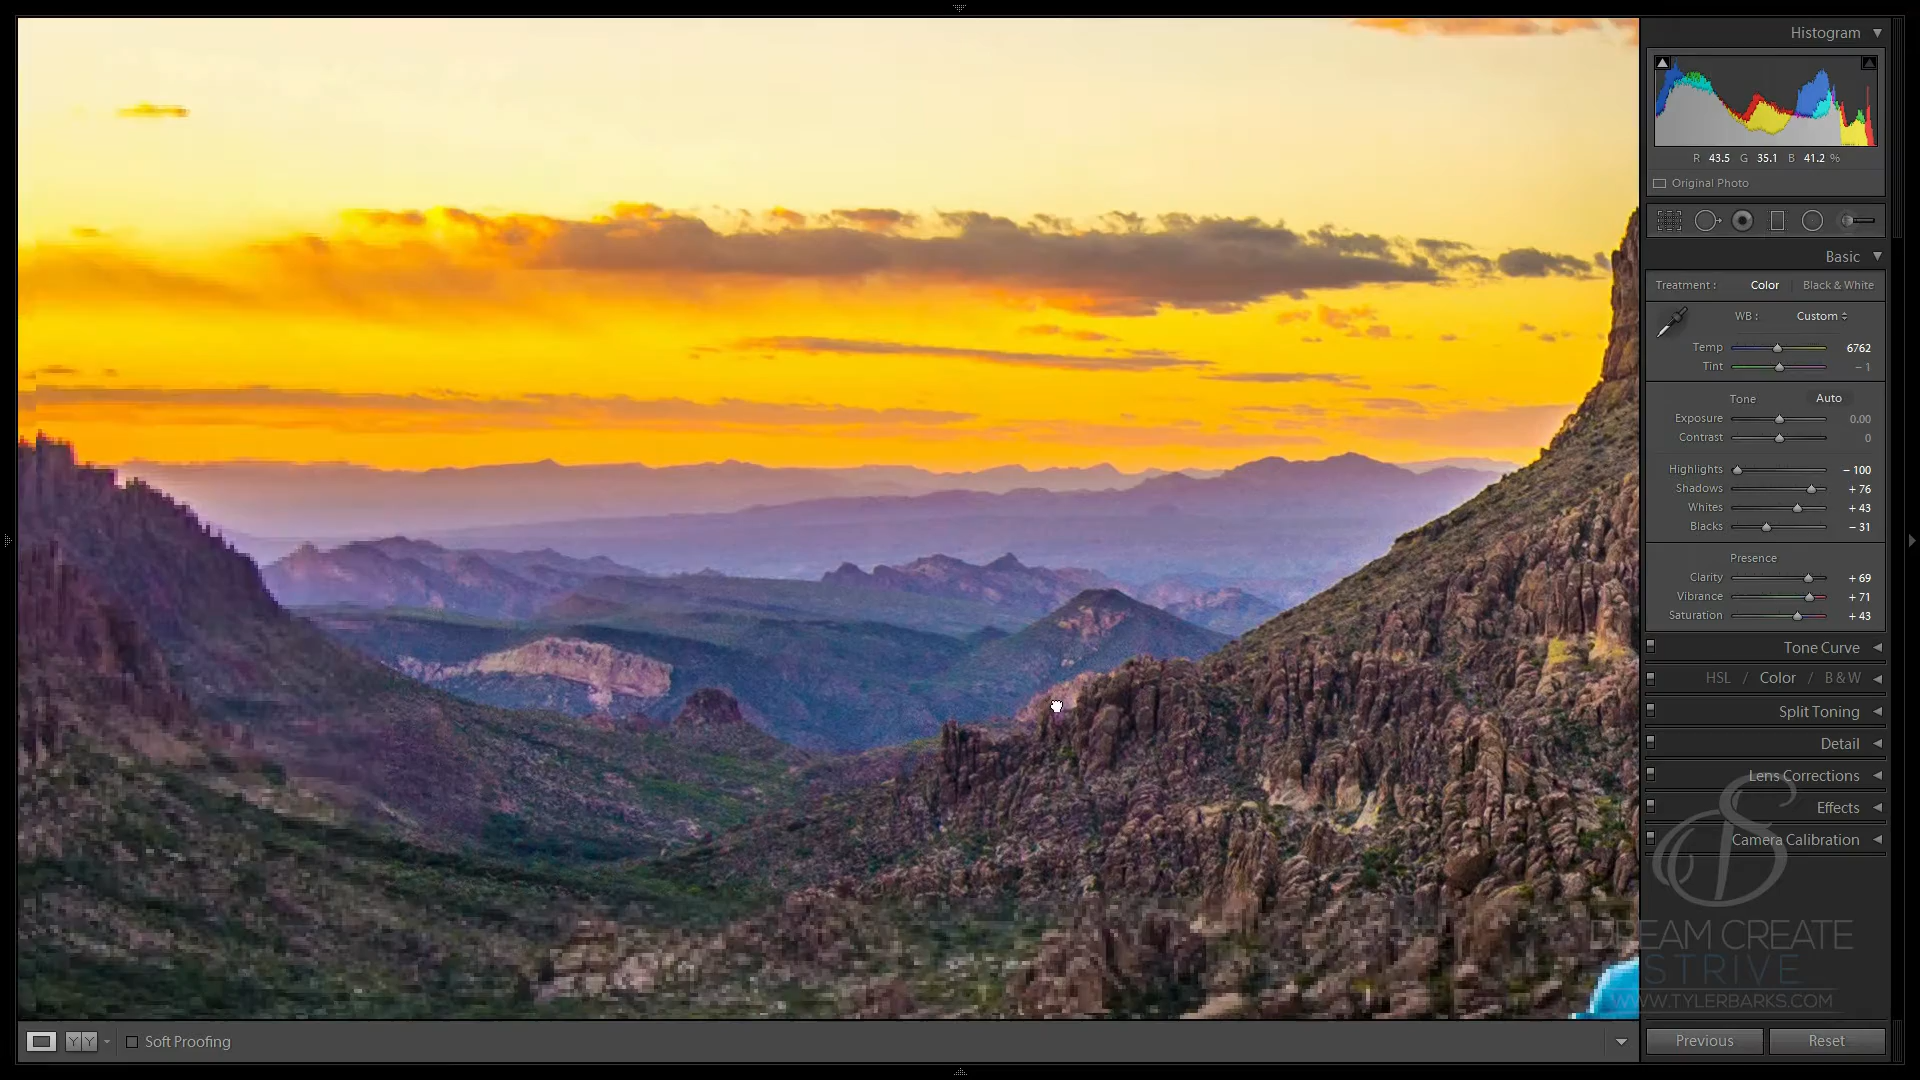 Histogram
R 43.5 G 35.1 B 41.2 %
Original Photo
Basic
Treatment : Color Black & White
WB : Custom
Temp 6762
Tint − 1
Tone Auto
Exposure 0.00
Contrast 0
Highlights − 100
Shadows + 76
Whites + 43
Blacks − 31
Presence
Clarity + 69
Vibrance + 71
Saturation + 43
Tone Curve
HSL / Color / B & W
Split Toning
Detail
Lens Corrections
Effects
Camera Calibration
DREAM CREATE
STRIVE
WWW.TYLERBARKS.COM
Y Y Soft Proofing
Previous Reset